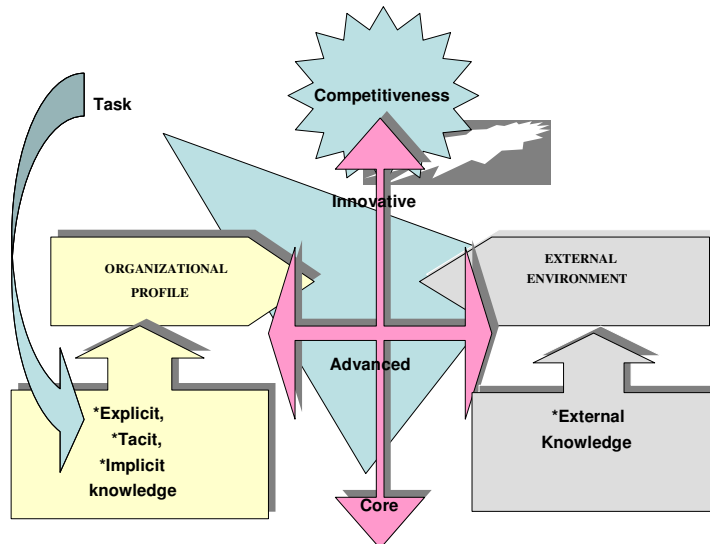 Task
Competitiveness
Innovative
ORGANIZATIONAL
PROFILE
EXTERNAL
ENVIRONMENT
Advanced
*Explicit,
*Tacit,
*Implicit
knowledge
*External
Knowledge
Core